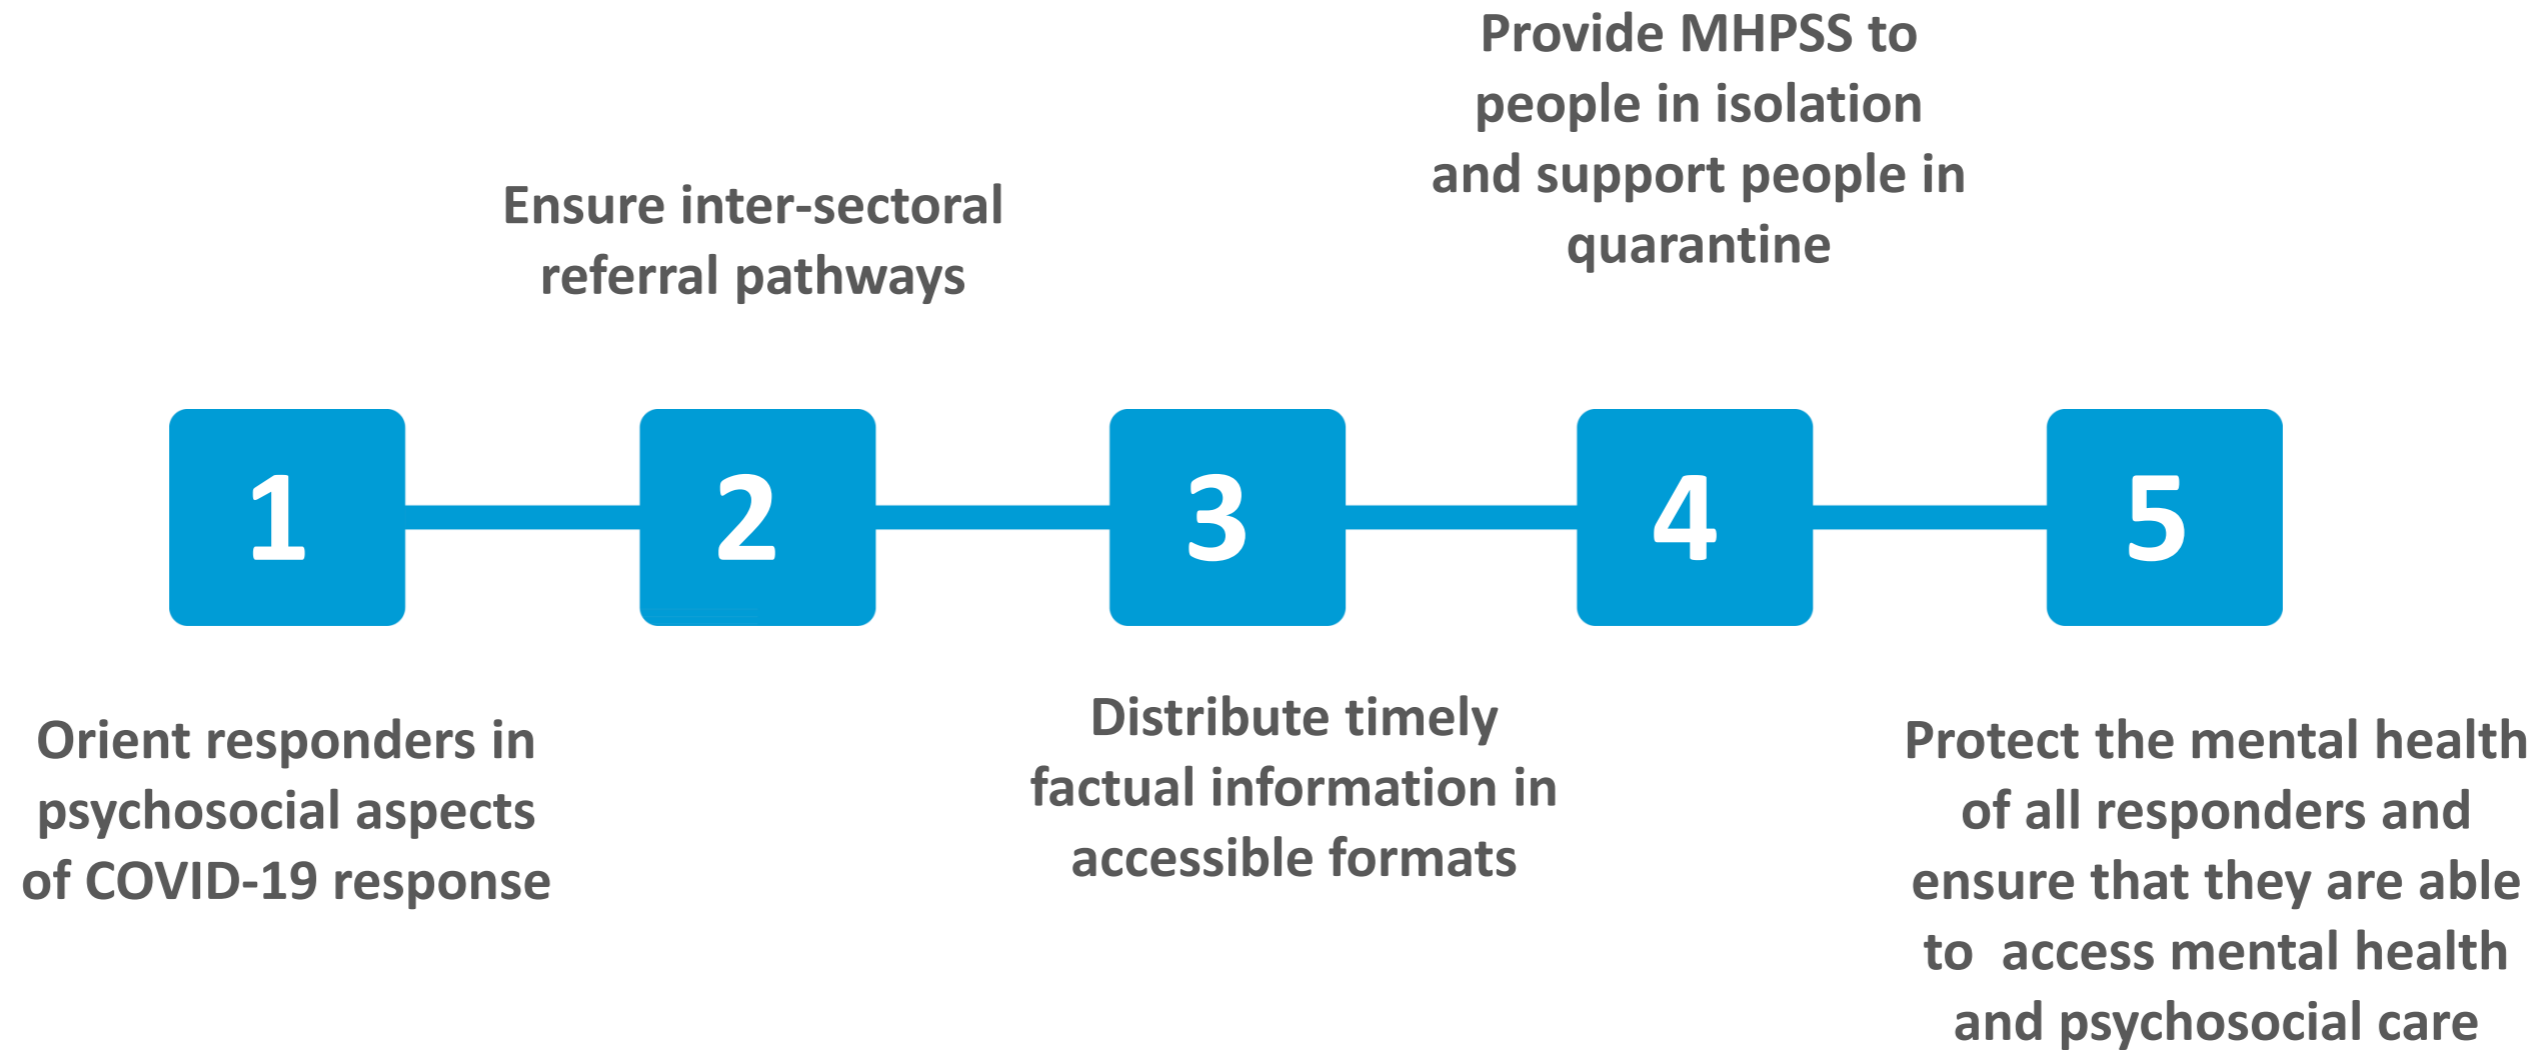 1
Orient responders in
psychosocial aspects
of COVID-19 response
Ensure inter-sectoral
referral pathways
2
3
Distribute timely
factual information in
accessible formats
Provide MHPSS to
people in isolation
and support people in
quarantine
4
5
Protect the mental health
of all responders and
ensure that they are able
to  access mental health
and psychosocial care